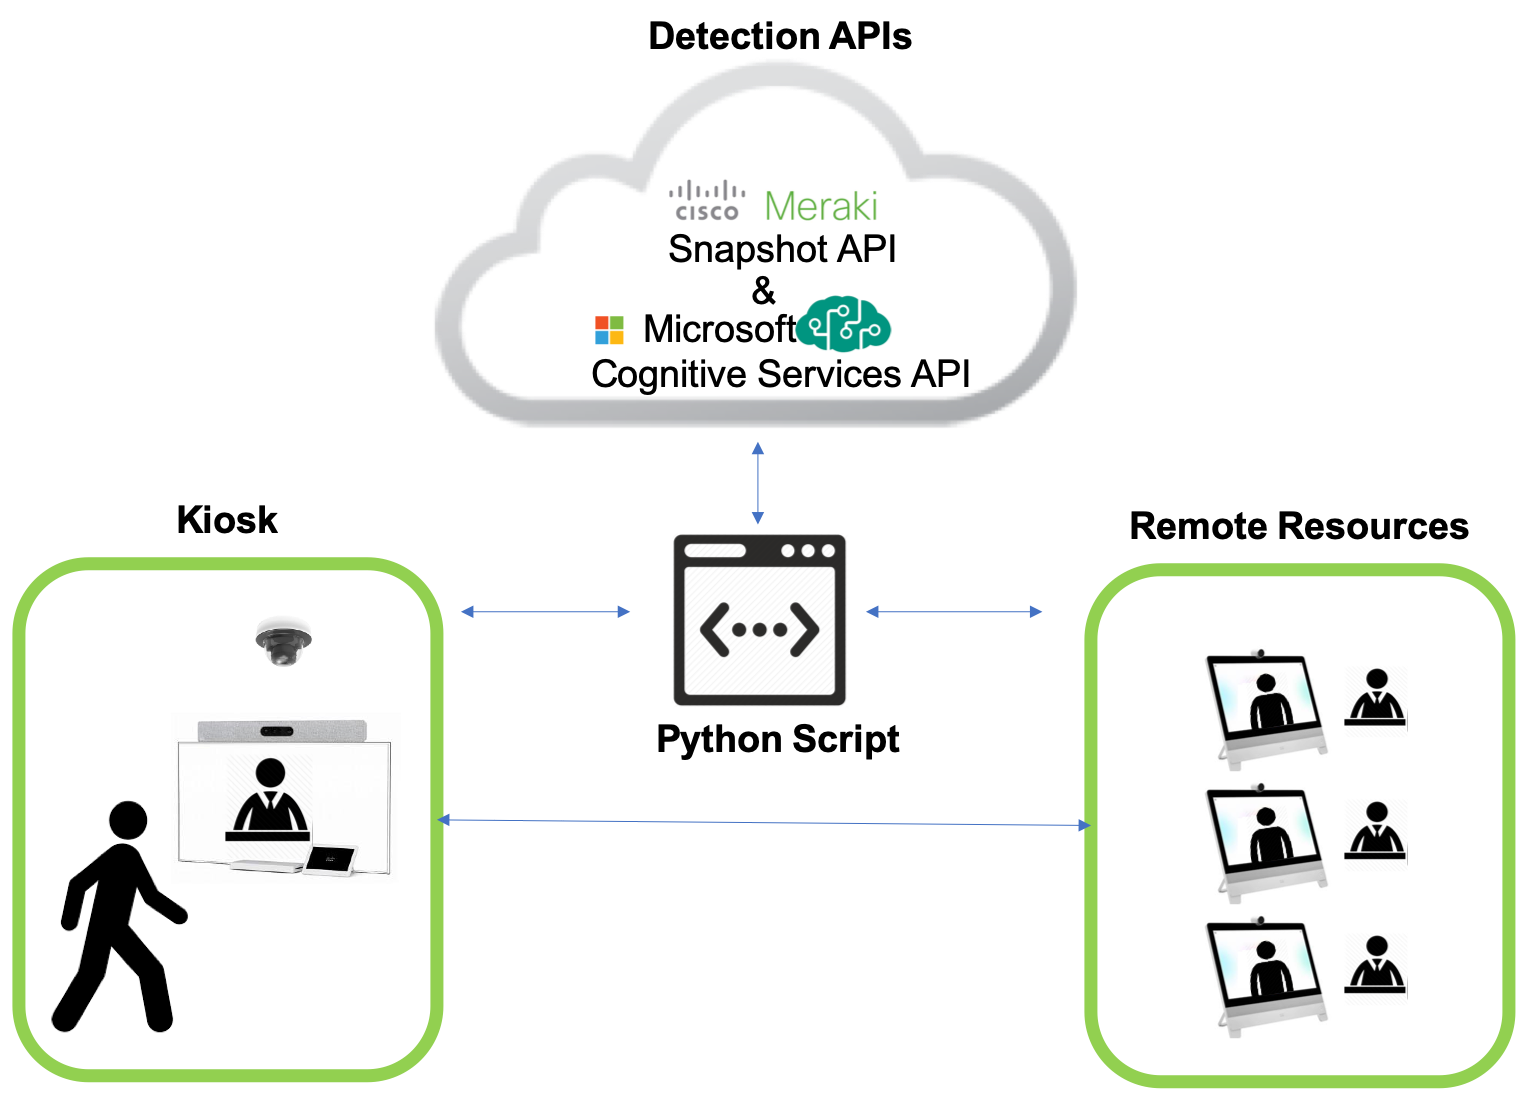 Detection APIs
CISCO Meraki
Snapshot API
&
Microsoft
Cognitive Services API
Kiosk
Remote Resources
Python Script